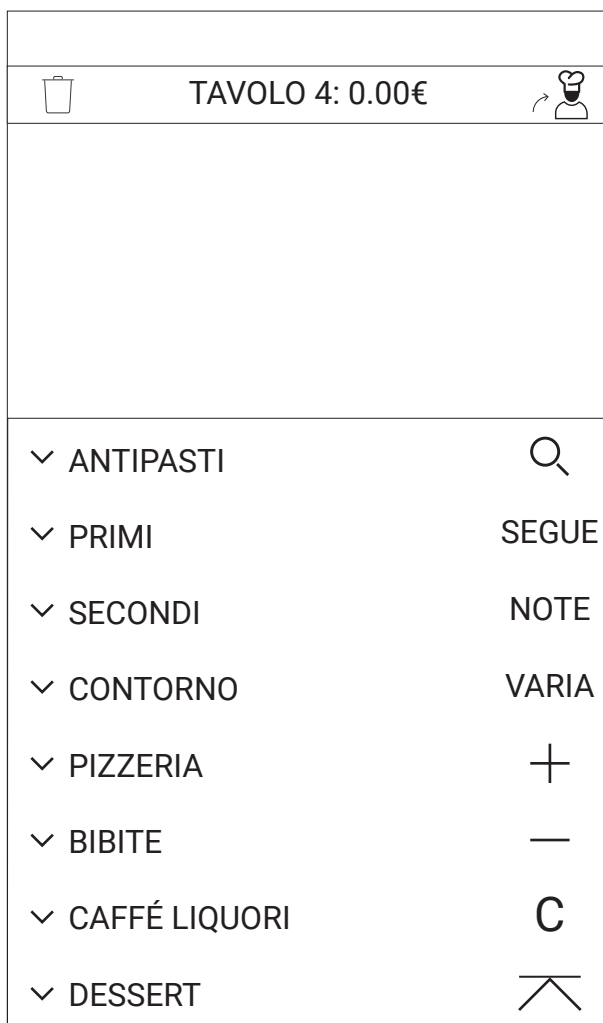 TAVOLO 4: 0.00€
ANTIPASTI
PRIMI SEGUE
SECONDI NOTE
CONTORNO VARIA
PIZZERIA +
BIBITE –
CAFFÉ LIQUORI C
DESSERT